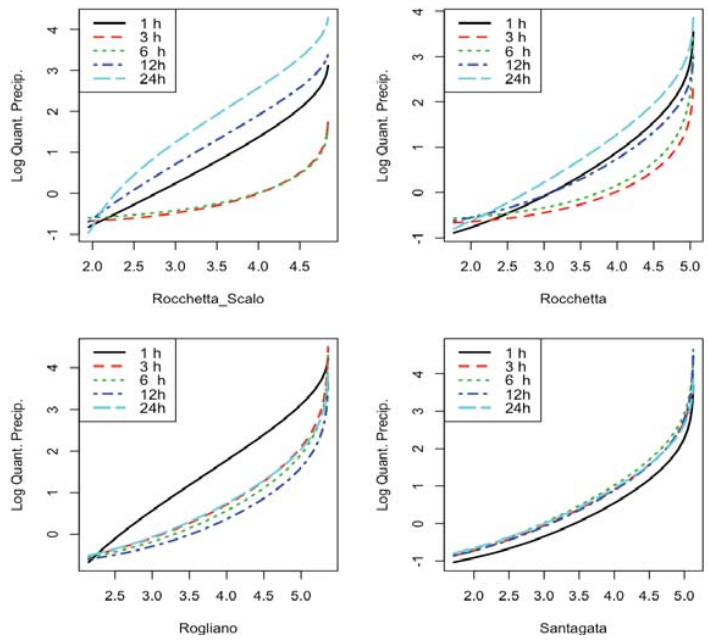 Log Quant. Precip.
4
3
2
1
0
-1
1 h
3 h
6 h
12h
24h
2.0 2.5 3.0 3.5 4.0 4.5
Rocchetta_Scalo
Log Quant. Precip.
4
3
2
1
0
-1
1 h
3 h
6 h
12h
24h
2.0 2.5 3.0 3.5 4.0 4.5 5.0
Rocchetta
Log Quant. Precip.
4
3
2
1
0
1 h
3 h
6 h
12h
24h
2.5 3.0 3.5 4.0 4.5 5.0
Rogliano
Log Quant. Precip.
4
3
2
1
0
-1
1 h
3 h
6 h
12h
24h
2.0 2.5 3.0 3.5 4.0 4.5 5.0
Santagata